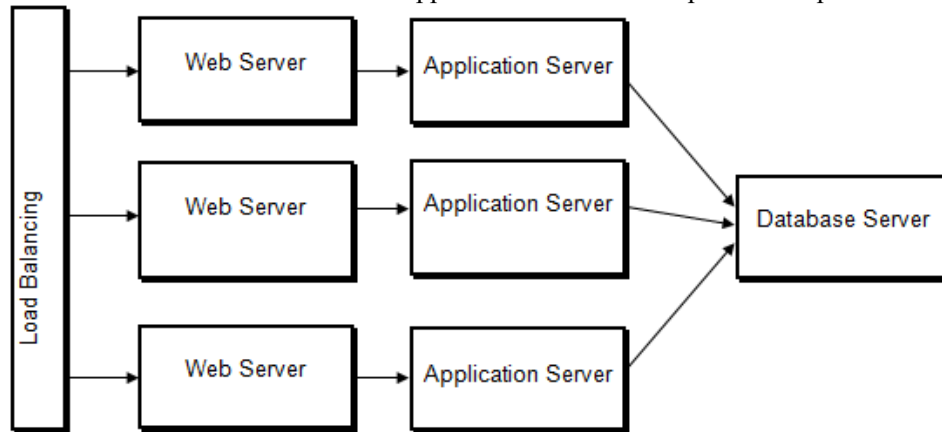 Load Balancing
Web Server
Application Server
Web Server
Application Server
Database Server
Web Server
Application Server